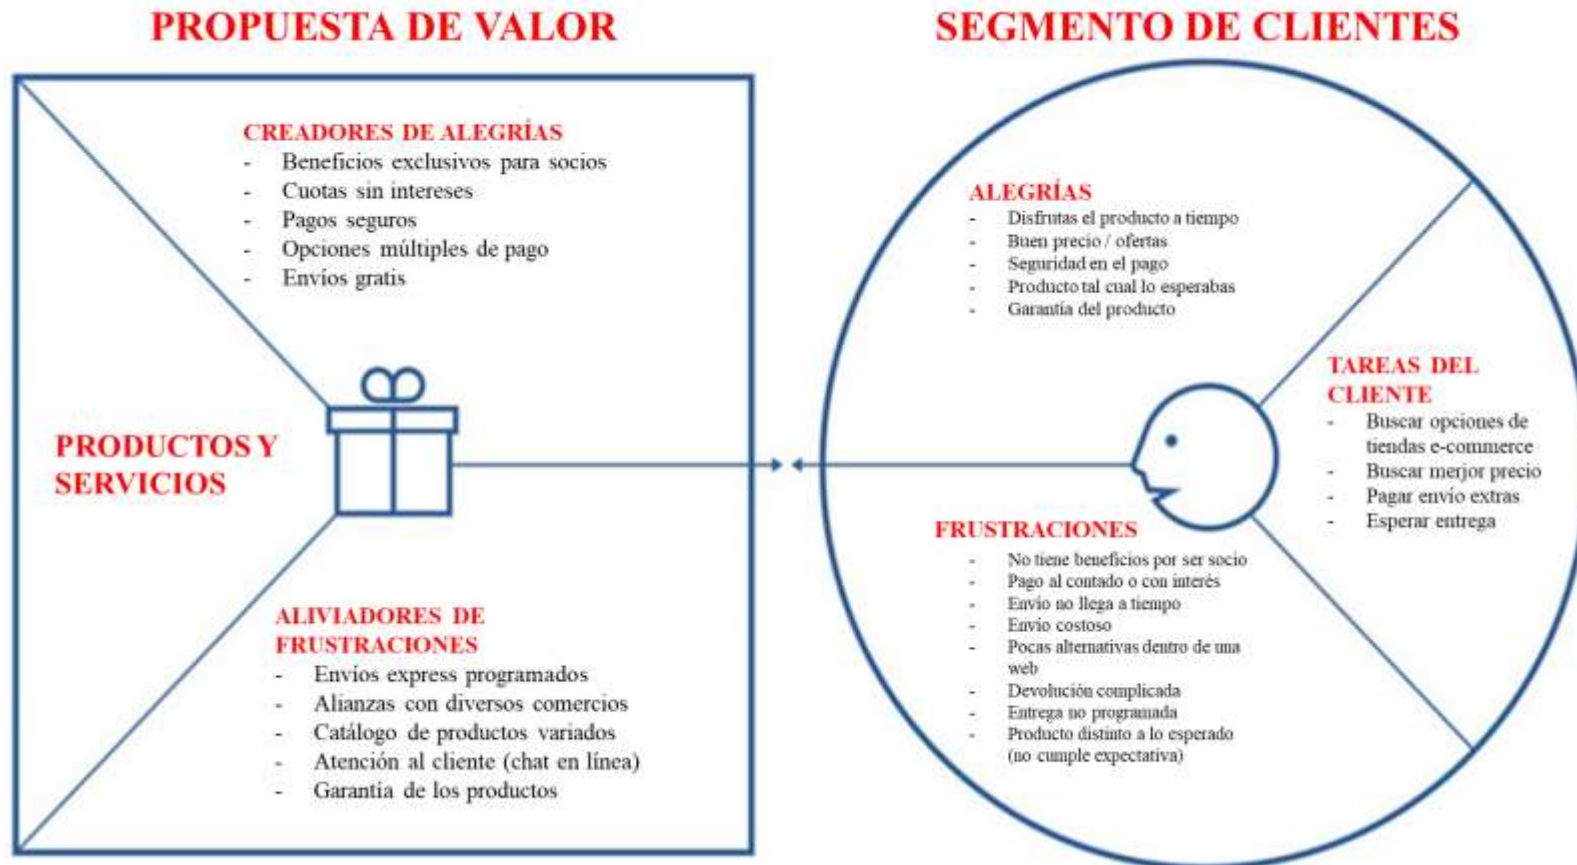 PROPUESTA DE VALOR
CREADORES DE ALEGRÍAS
- Beneficios exclusivos para socios
- Cuotas sin intereses
- Pagos seguros
- Opciones múltiples de pago
- Envíos gratis
PRODUCTOS Y
SERVICIOS
ALIVIADORES DE
FRUSTRACIONES
- Envíos express programados
- Alianzas con diversos comercios
- Catálogo de productos variados
- Atención al cliente (chat en línea)
- Garantía de los productos
SEGMENTO DE CLIENTES
ALEGRÍAS
- Disfrutas el producto a tiempo
- Buen precio / ofertas
- Seguridad en el pago
- Producto tal cual lo esperabas
- Garantía del producto
TAREAS DEL
CLIENTE
- Buscar opciones de
tiendas e-commerce
- Buscar merjor precio
- Pagar envío extras
- Esperar entrega
FRUSTRACIONES
- No tiene beneficios por ser socio
- Pago al contado o con interés
- Envío no llega a tiempo
- Envío costoso
- Pocas alternativas dentro de una
web
- Devolución complicada
- Entrega no programada
- Producto distinto a lo esperado
(no cumple expectativa)